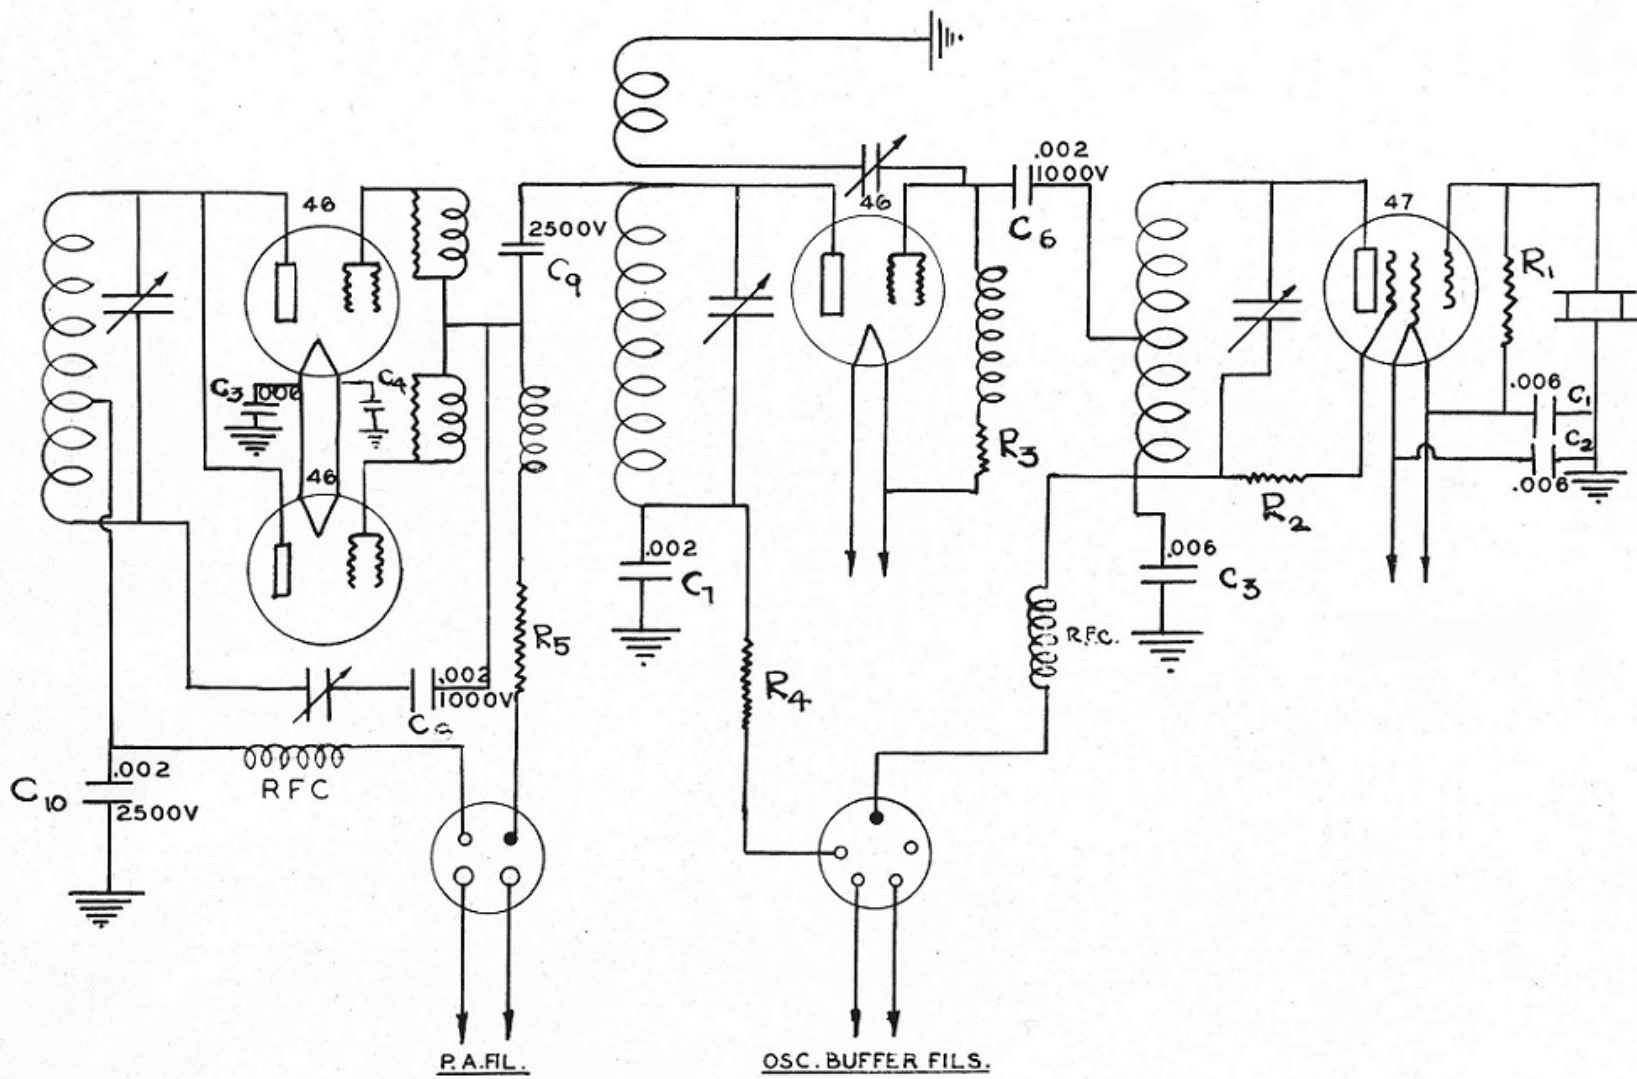 .002
1000V
C6
46
46
47
2500V
C9
R1
C3
.006
C4
.006
C1
C2
.006
46
R3
R2
.002
C7
.006
C3
R.F.C.
R5
R4
.002
1000V
RFC
C10
.002
2500V
P.A.FIL.
OSC. BUFFER FILS.